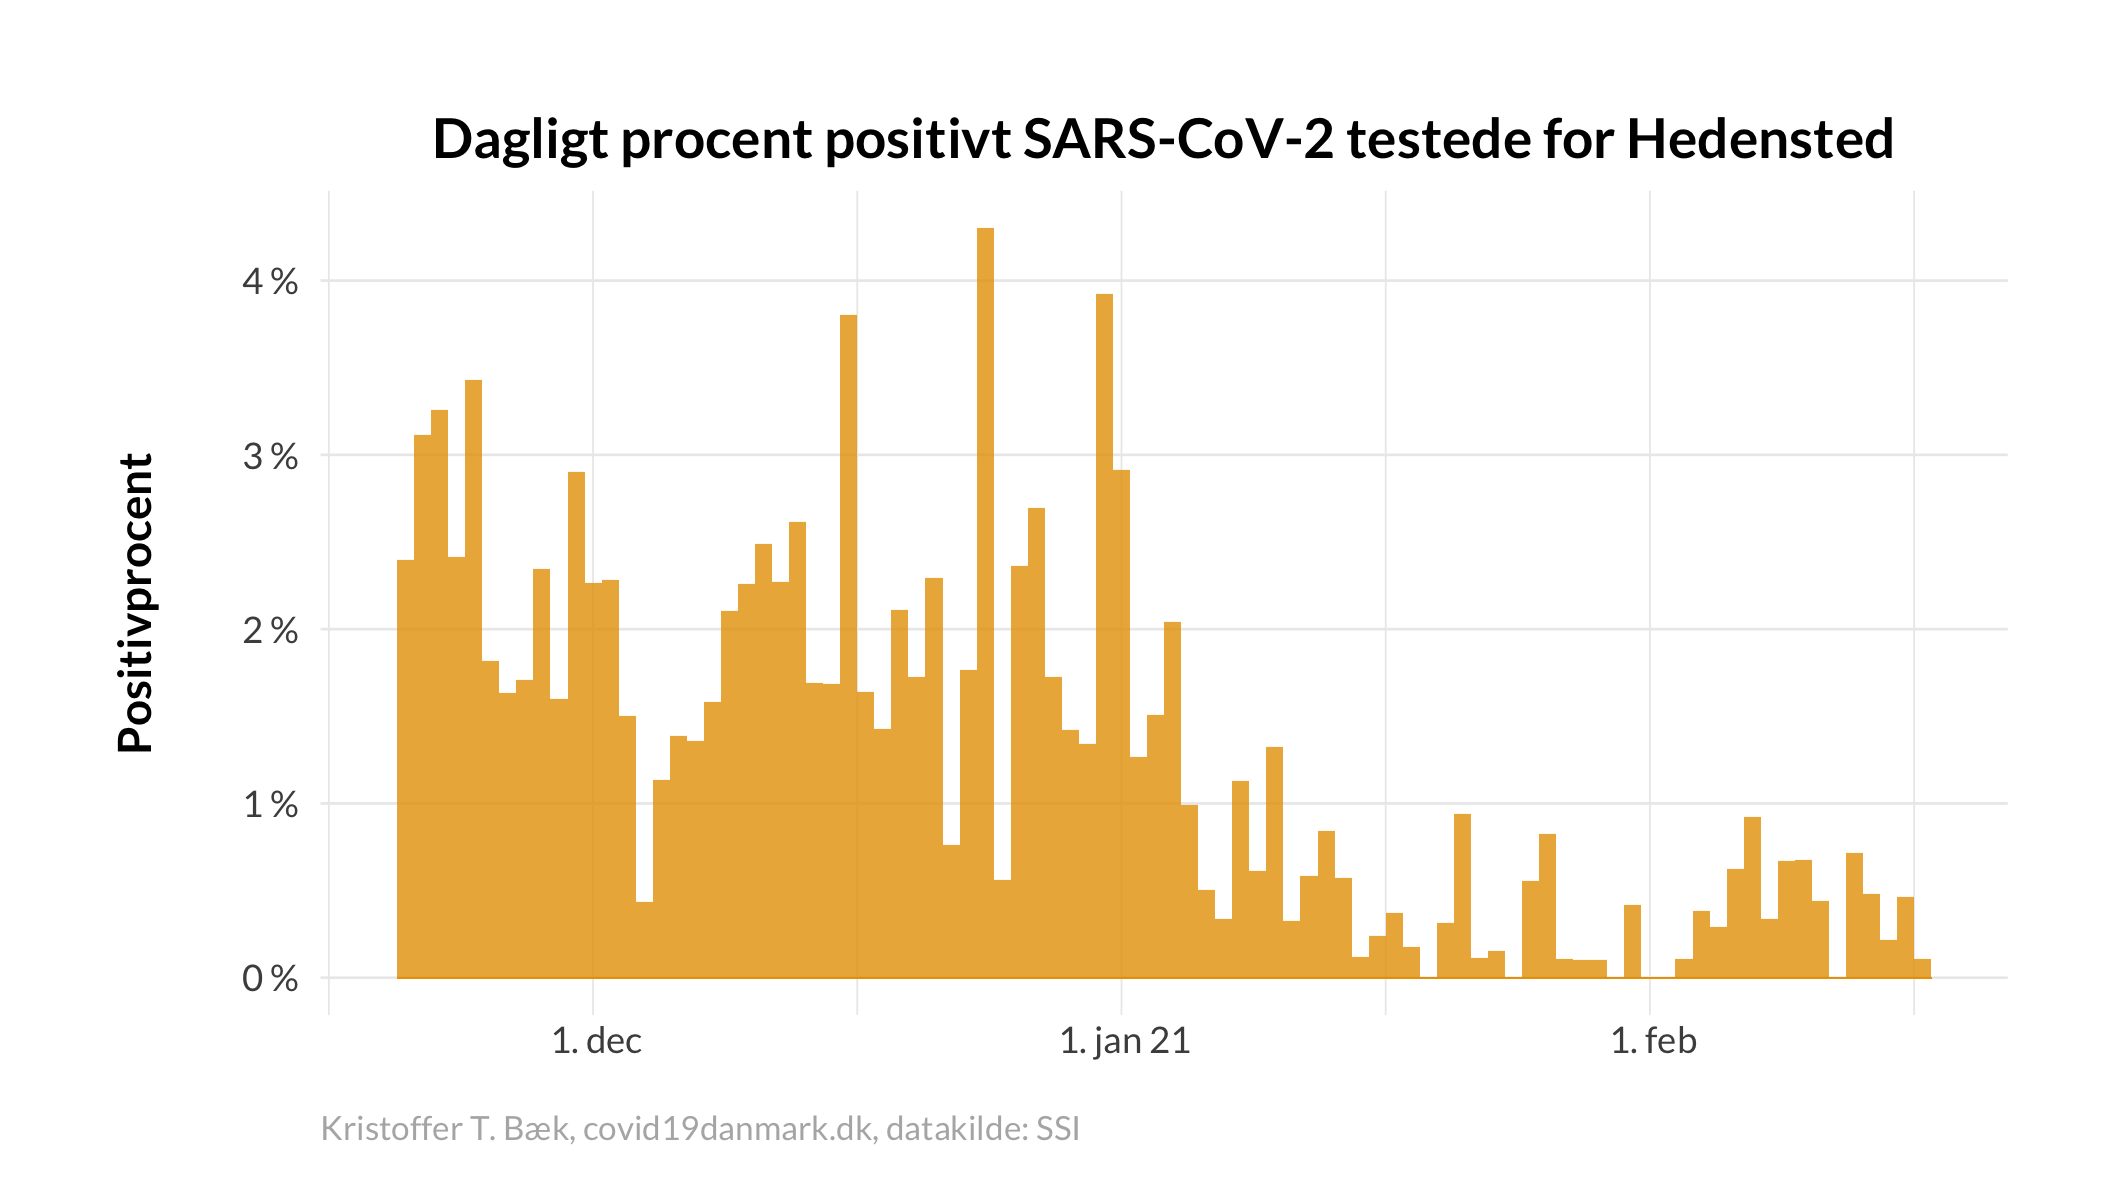 Dagligt procent positivt SARS-CoV-2 testede for Hedensted
Positivprocent
4 %
3 %
2 %
1 %
0 %
1. dec
1. jan 21
1. feb
Kristoffer T. Bæk, covid19danmark.dk, datakilde: SSI